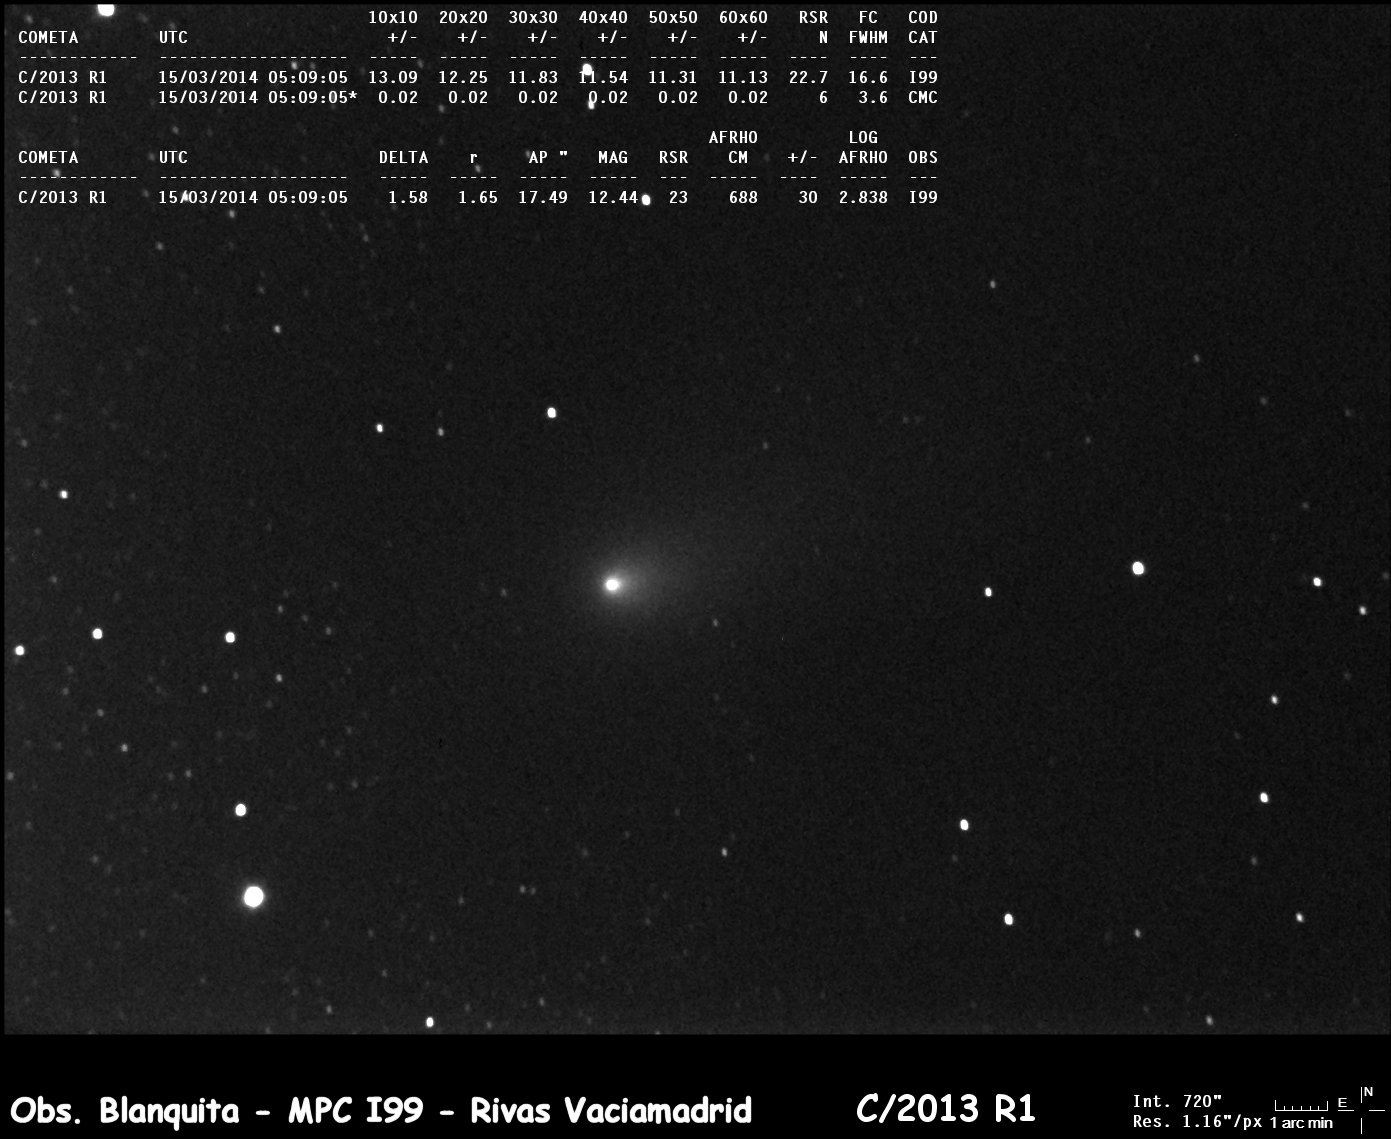 10x10 20x20 30x30 40x40 50x50 60x60 RSR FC COD
COMETA UTC +/- +/- +/- +/- +/- +/- N FWHM CAT
------------ ------------------- ----- ----- ----- ----- ----- ----- ---- ---- ---
C/2013 R1 15/03/2014 05:09:05 13.09 12.25 11.83 11.54 11.31 11.13 22.7 16.6 I99
C/2013 R1 15/03/2014 05:09:05* 0.02 0.02 0.02 0.02 0.02 0.02 6 3.6 CMC
AFRHO LOG
COMETA UTC DELTA r AP " MAG RSR CM +/- AFRHO OBS
------------ ------------------- ----- ----- ----- ----- --- ----- ---- ----- ---
C/2013 R1 15/03/2014 05:09:05 1.58 1.65 17.49 12.44 23 688 30 2.838 I99
Obs. Blanquita - MPC I99 - Rivas Vaciamadrid
C/2013 R1
Int. 720"
Res. 1.16"/px
1 arc min
E
N